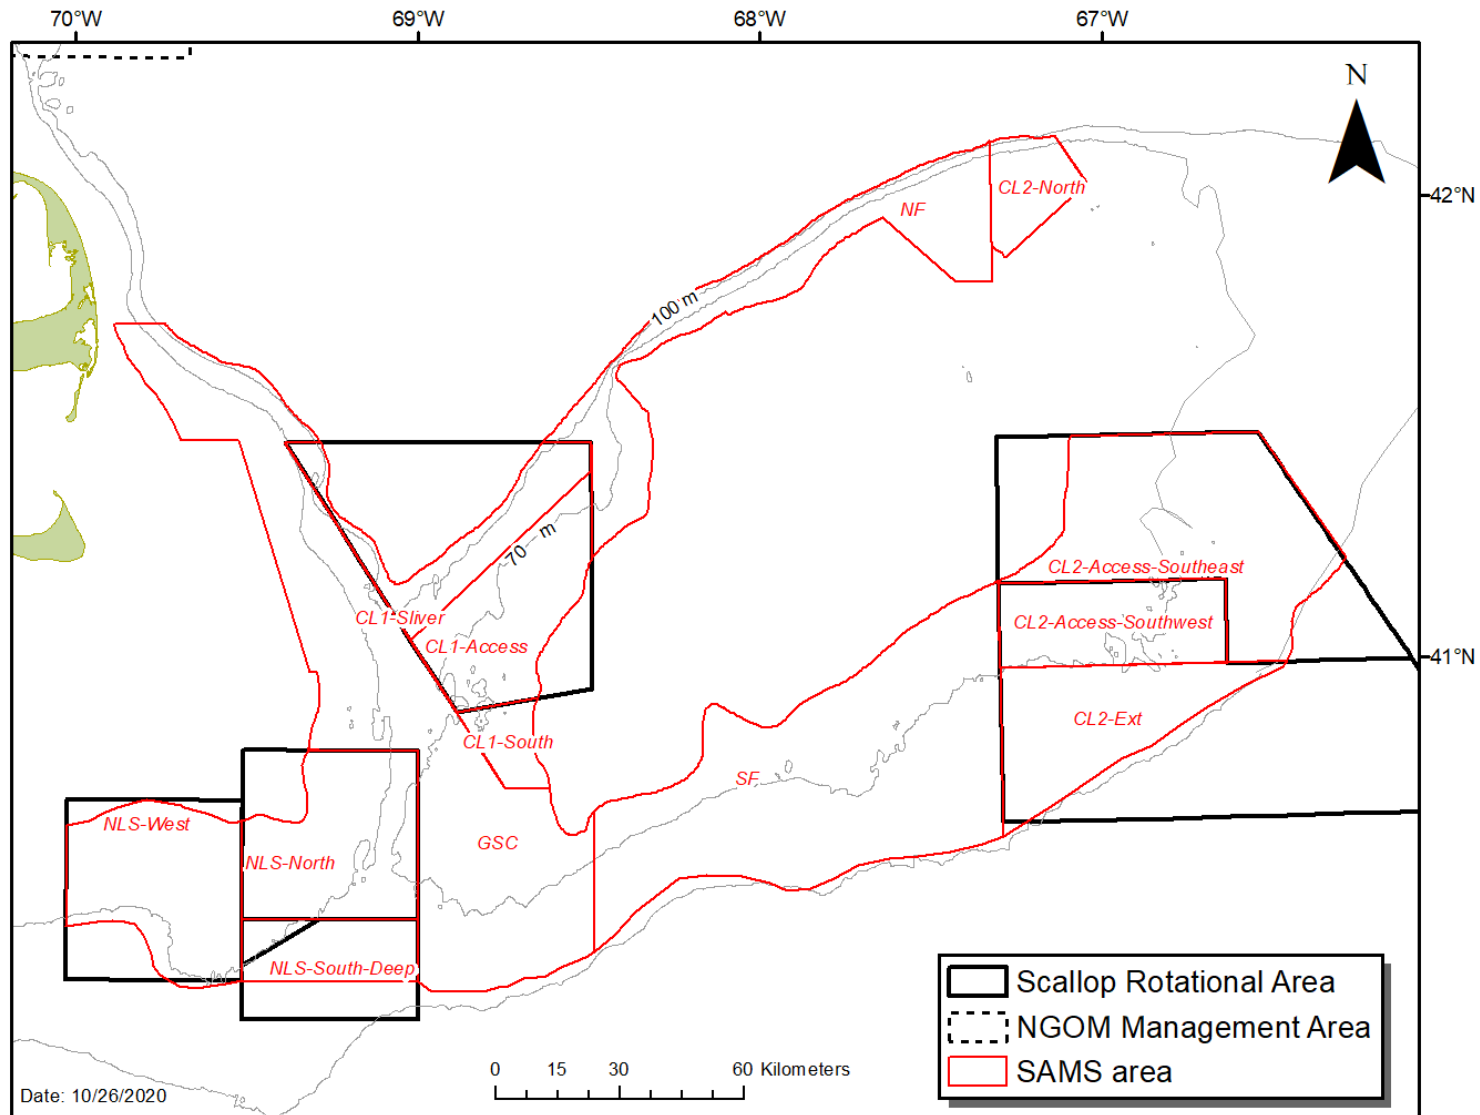 70°W 69°W 68°W 67°W
N
CL2-North
42°N
NF
100 m
70 m
CL2-Access-Southeast
CL1-Sliver
CL2-Access-Southwest
CL1-Access
41°N
CL2-Ext
CL1-South
SF
NLS-West
GSC
NLS-North
NLS-South-Deep
Scallop Rotational Area
NGOM Management Area
SAMS area
0 15 30 60 Kilometers
Date: 10/26/2020